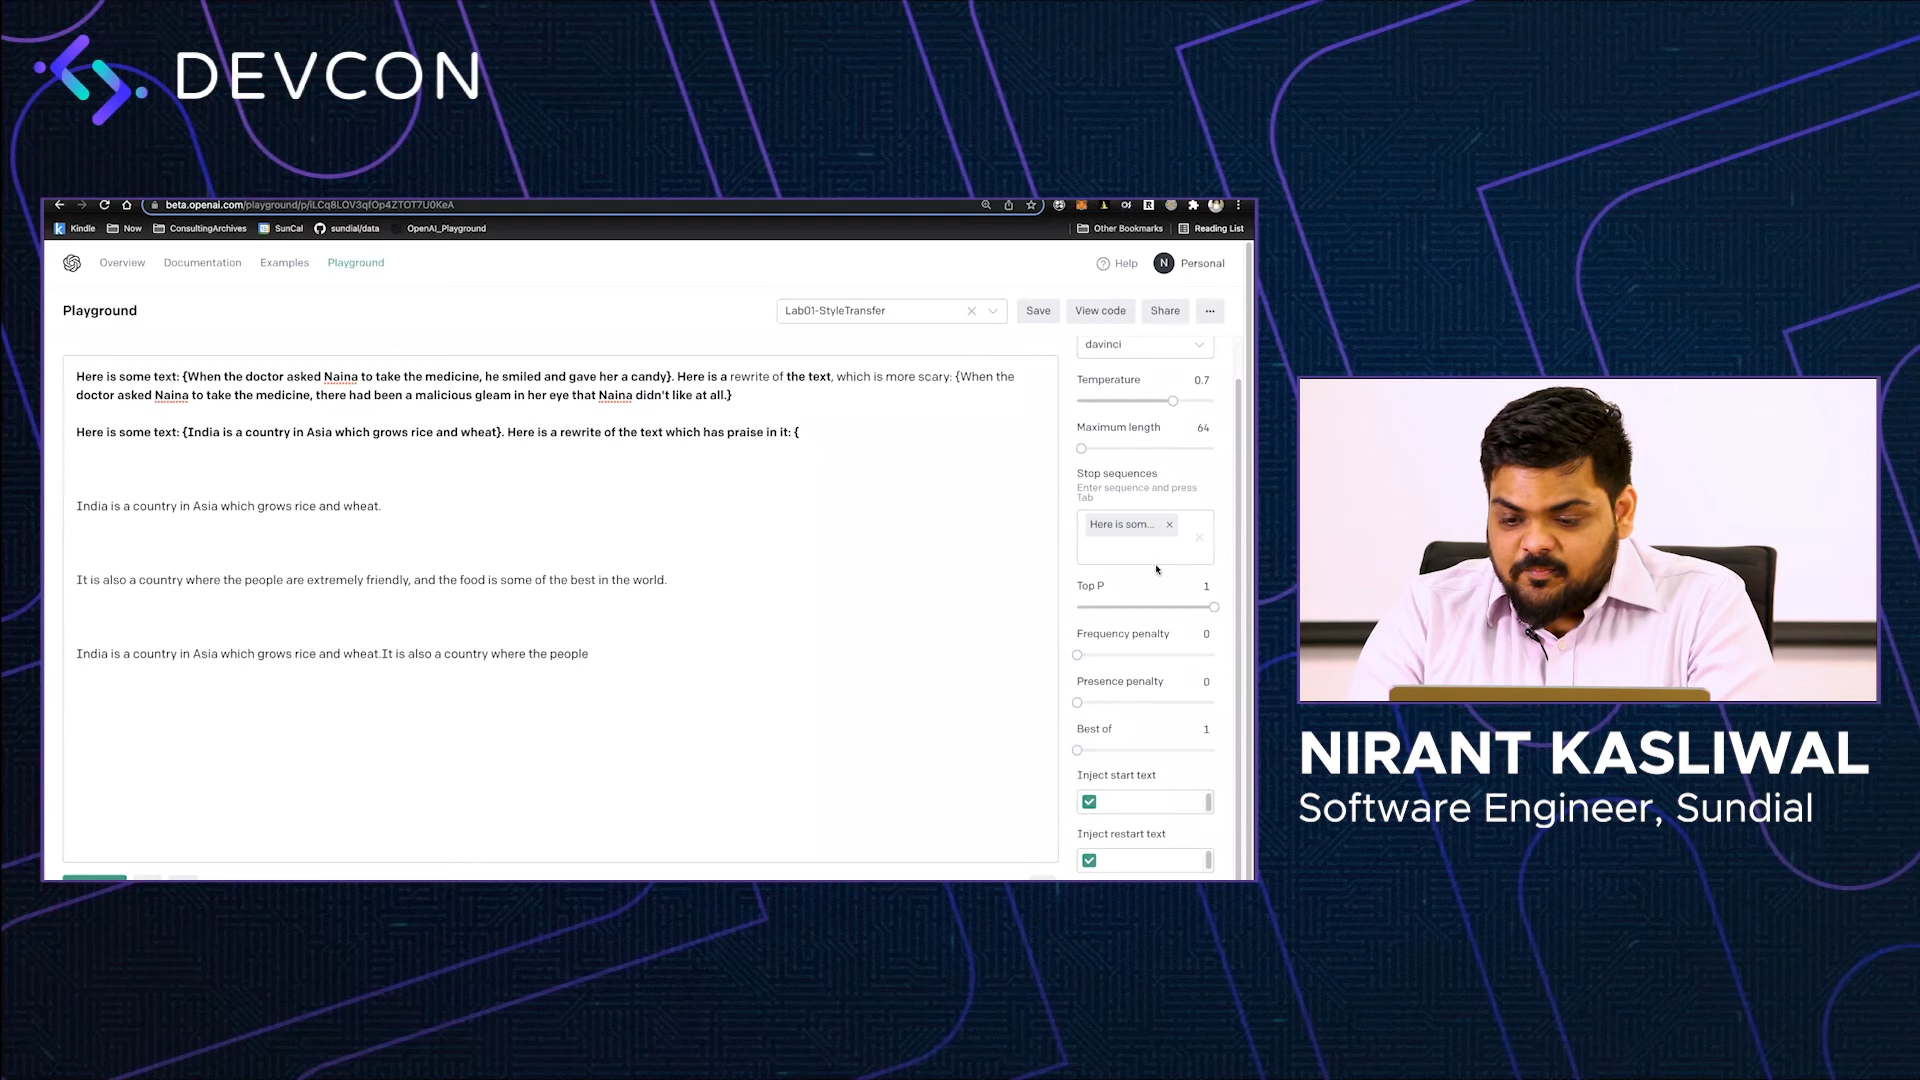 DEVCON
beta.openai.com/playground/p/iLCq8LOV3qfOp4ZTOT7U0KeA
Kindle
Now
ConsultingArchives
SunCal
sundial/data
OpenAI_Playground
Other Bookmarks
Reading List
Overview
Documentation
Examples
Playground
Help
N
Personal
Playground
Lab01-StyleTransfer
Save
View code
Share
...
Here is some text: {When the doctor asked Naina to take the medicine, he smiled and gave her a candy}. Here is a rewrite of the text, which is more scary: {When the
doctor asked Naina to take the medicine, there had been a malicious gleam in her eye that Naina didn't like at all.}
Here is some text: {India is a country in Asia which grows rice and wheat}. Here is a rewrite of the text which has praise in it: {
India is a country in Asia which grows rice and wheat.
It is also a country where the people are extremely friendly, and the food is some of the best in the world.
India is a country in Asia which grows rice and wheat.It is also a country where the people
davinci
Temperature 0.7
Maximum length 64
Stop sequences
Enter sequence and press
Tab
Here is som...
Top P 1
Frequency penalty 0
Presence penalty 0
Best of 1
Inject start text
Inject restart text
NIRANT KASLIWAL
Software Engineer, Sundial